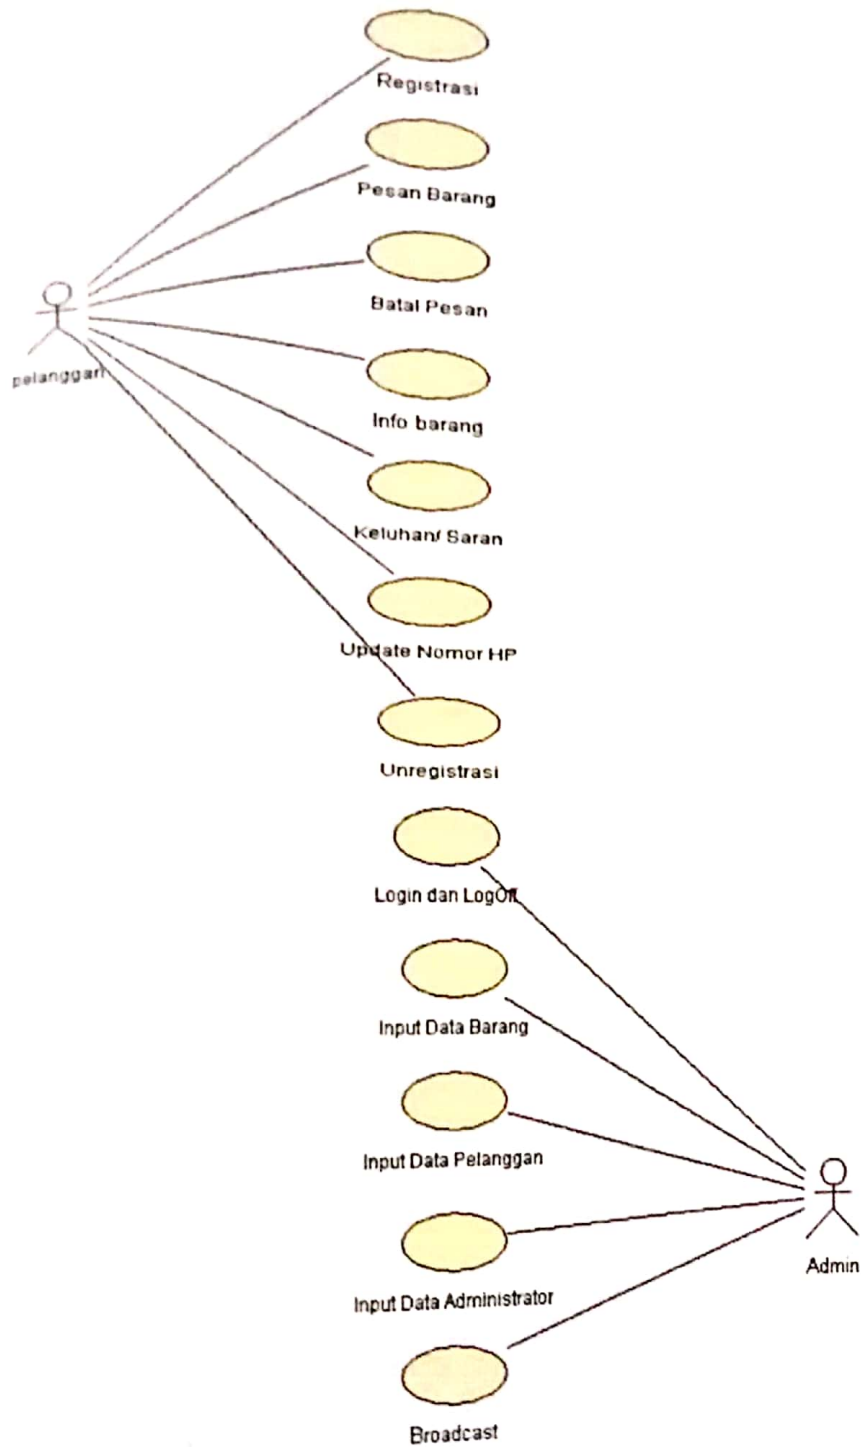 Registrasi
Pesan Barang
Batal Pesan
pelanggan
Info barang
Keluhan/ Saran
Update Nomor HP
Unregistrasi
Login dan LogOff
Input Data Barang
Input Data Pelanggan
Admin
Input Data Administrator
Broadcast